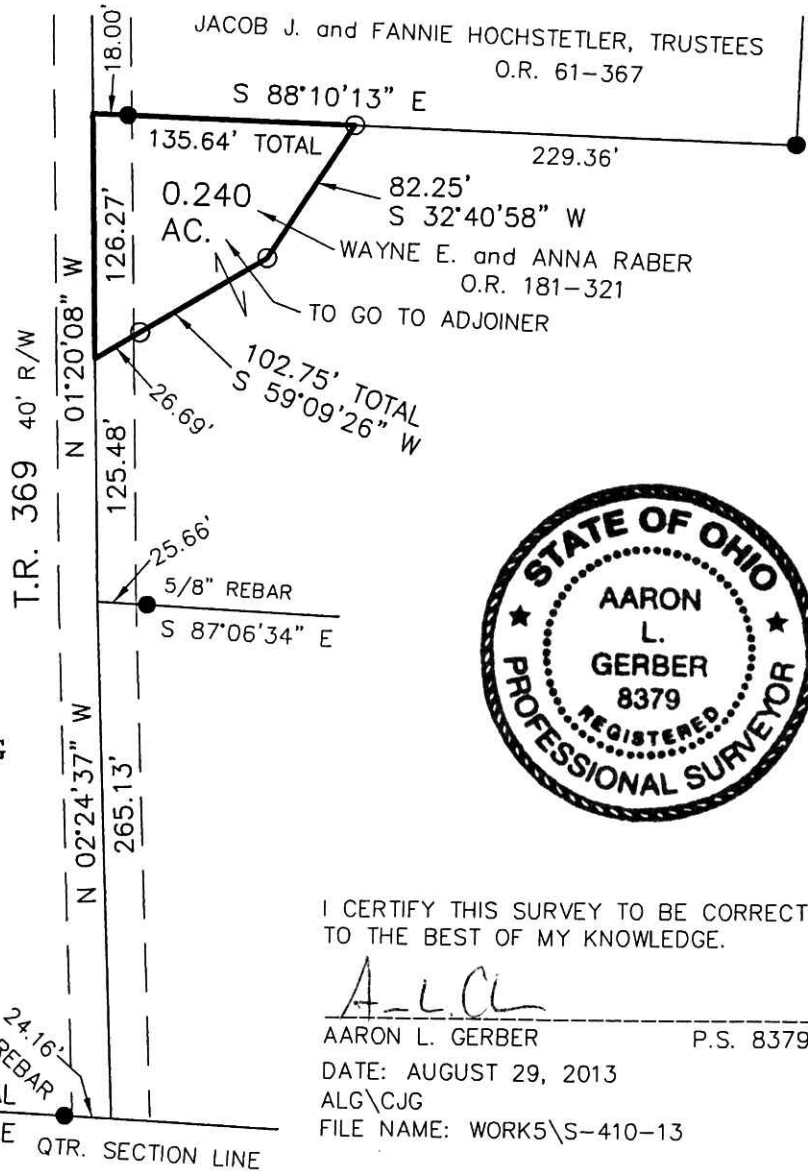 JACOB J. and FANNIE HOCHSTETLER, TRUSTEES
O.R. 61-367
18.00'
S 88°10'13" E
135.64' TOTAL
229.36'
0.240
AC.
82.25'
S 32°40'58" W
WAYNE E. and ANNA RABER
O.R. 181-321
TO GO TO ADJOINER
126.27'
N 01°20'08" W
T.R. 369 40' R/W
102.75' TOTAL
S 59°09'26" W
26.69'
125.48'
25.66'
5/8" REBAR
S 87°06'34" E
STATE OF OHIO
AARON
L.
GERBER
8379
REGISTERED
PROFESSIONAL SURVEYOR
N 02°24'37" W
265.13'
I CERTIFY THIS SURVEY TO BE CORRECT
TO THE BEST OF MY KNOWLEDGE.
AARON L. GERBER P.S. 8379
DATE: AUGUST 29, 2013
ALG\CJG
FILE NAME: WORK5\S-410-13
24.16'
REBAR
QTR. SECTION LINE